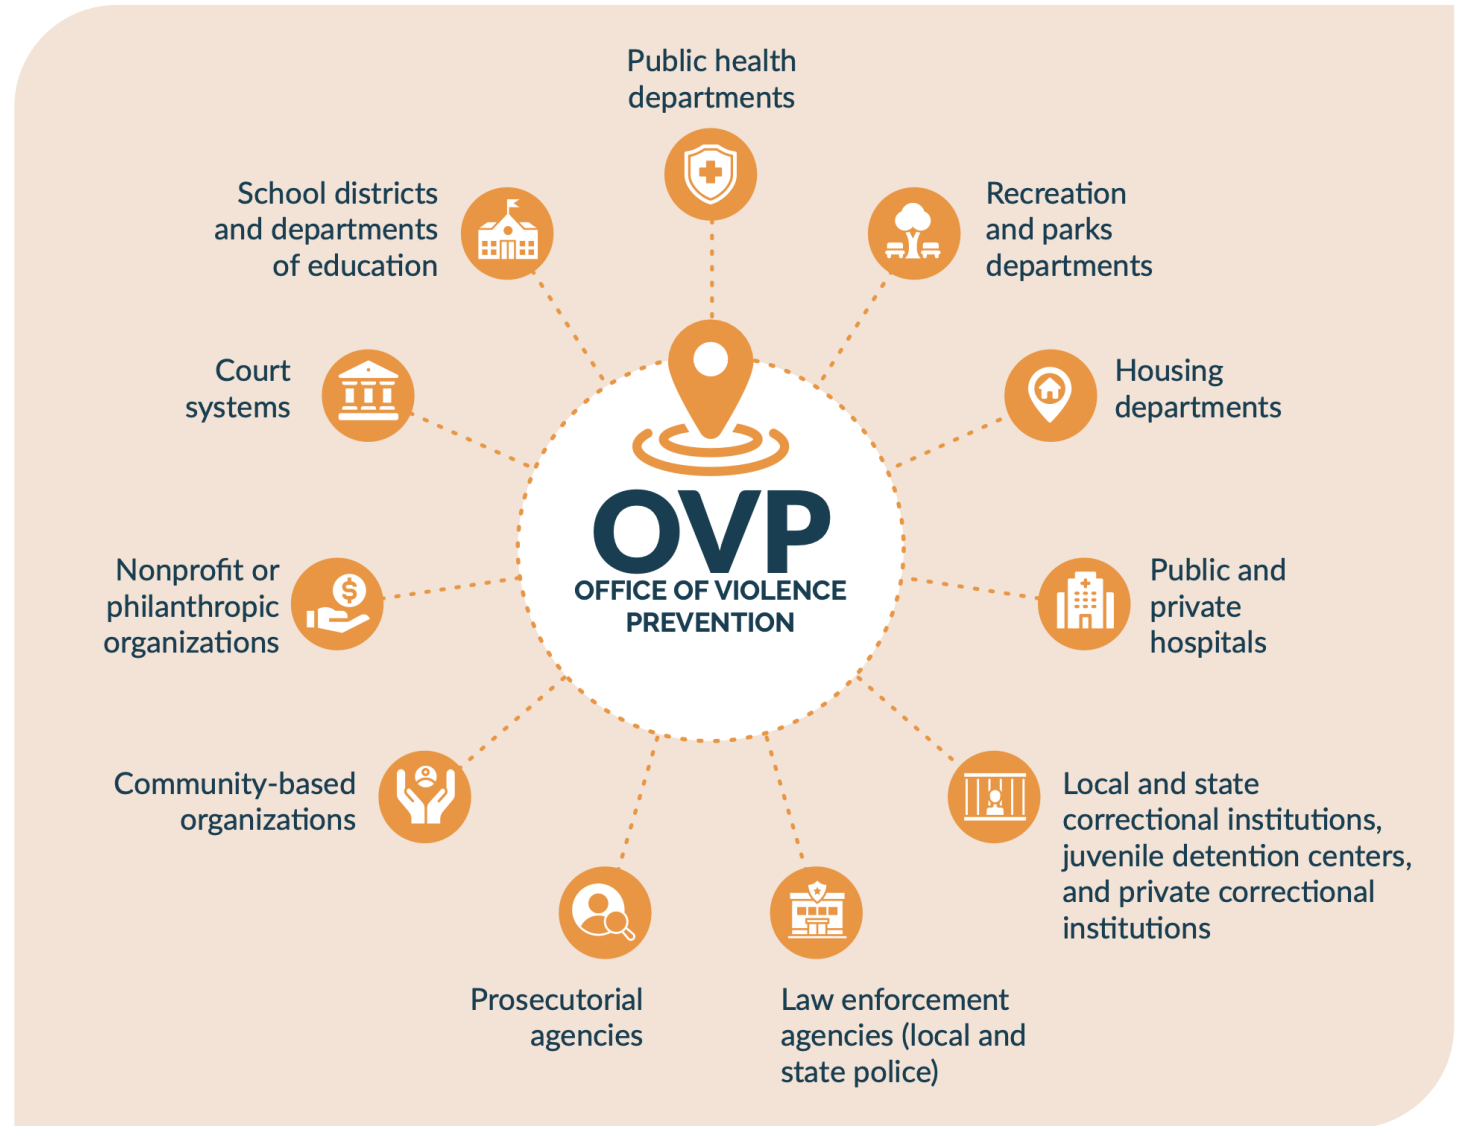 Public health
departments
School districts
and departments
of education
Recreation
and parks
departments
Court
systems
Housing
departments
OVP
OFFICE OF VIOLENCE
PREVENTION
Nonprofit or
philanthropic
organizations
$
Public and
private
hospitals
Community-based
organizations
Local and state
correctional institutions,
juvenile detention centers,
and private correctional
institutions
Prosecutorial
agencies
Law enforcement
agencies (local and
state police)